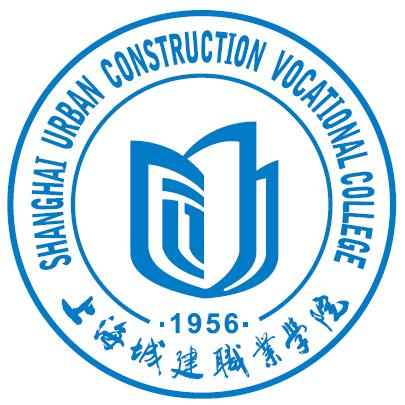 SHANGHAI URBAN CONSTRUCTION VOCATIONAL COLLEGE
·1956·
上海城建職業學院